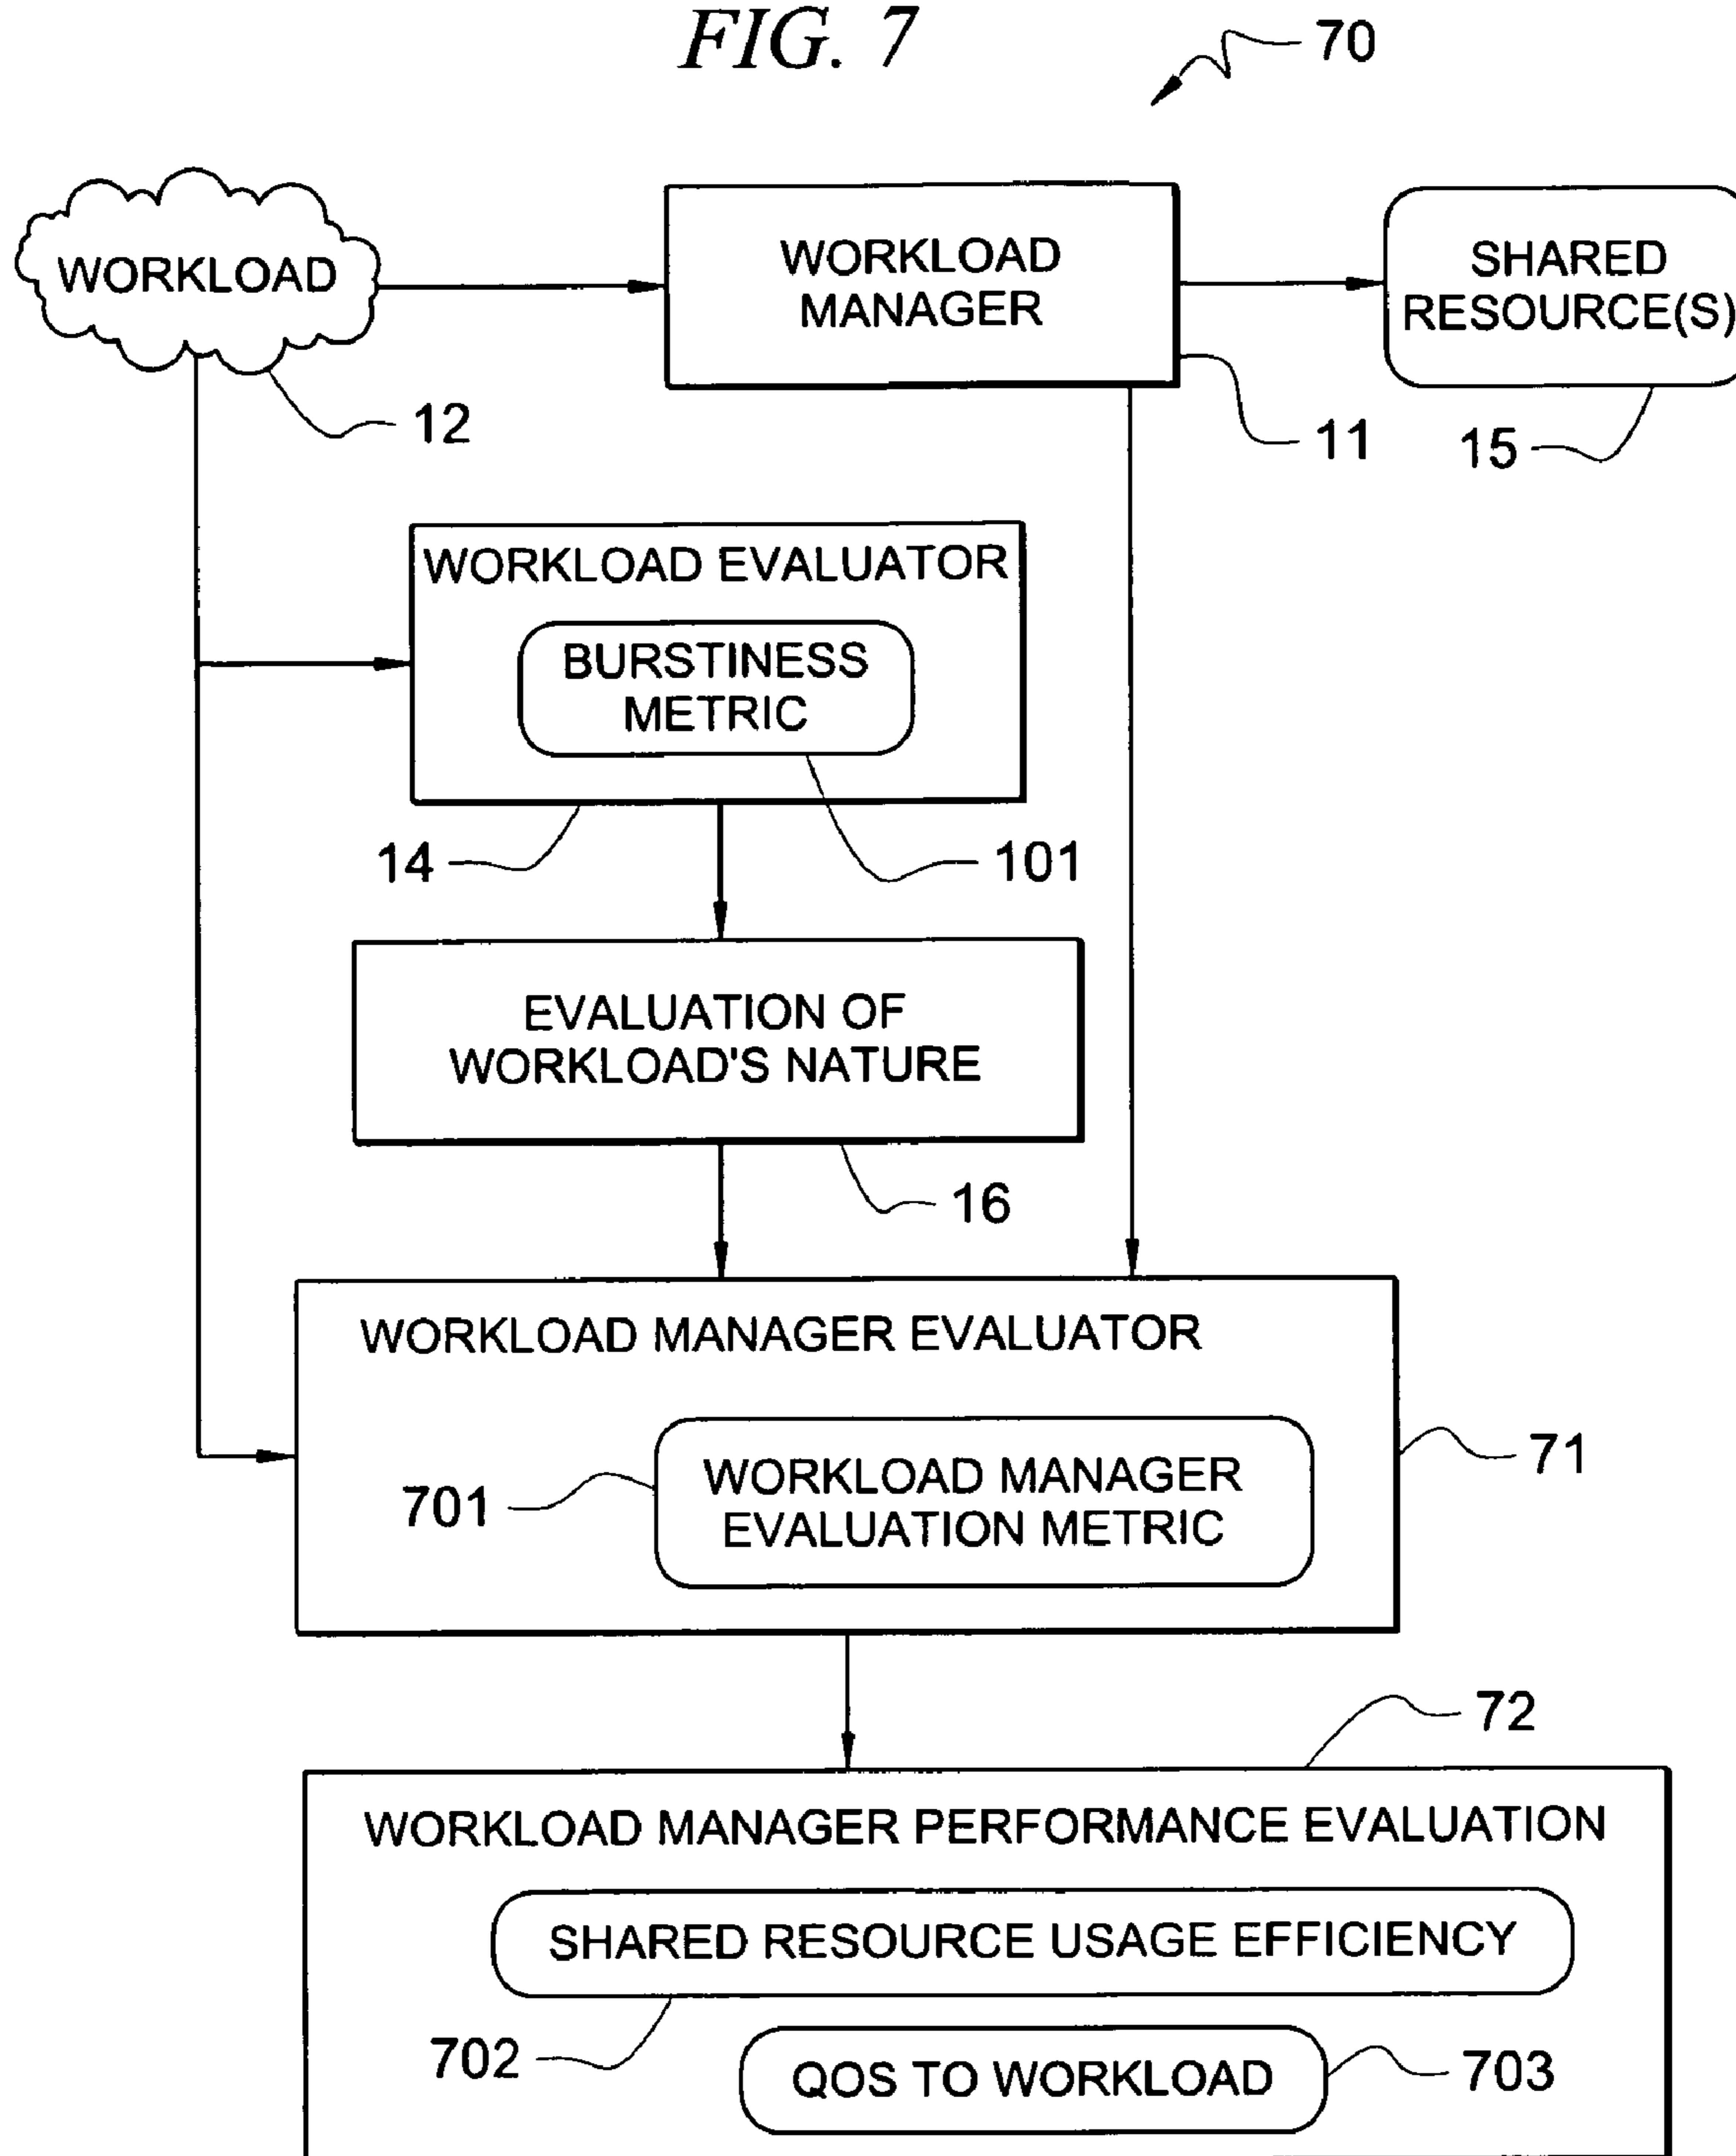 FIG. 7
70
WORKLOAD
WORKLOAD
MANAGER
SHARED
RESOURCE(S)
12
11
15
WORKLOAD EVALUATOR
BURSTINESS
METRIC
14
101
EVALUATION OF
WORKLOAD'S NATURE
16
WORKLOAD MANAGER EVALUATOR
71
701
WORKLOAD MANAGER
EVALUATION METRIC
72
WORKLOAD MANAGER PERFORMANCE EVALUATION
SHARED RESOURCE USAGE EFFICIENCY
702
QOS TO WORKLOAD
703